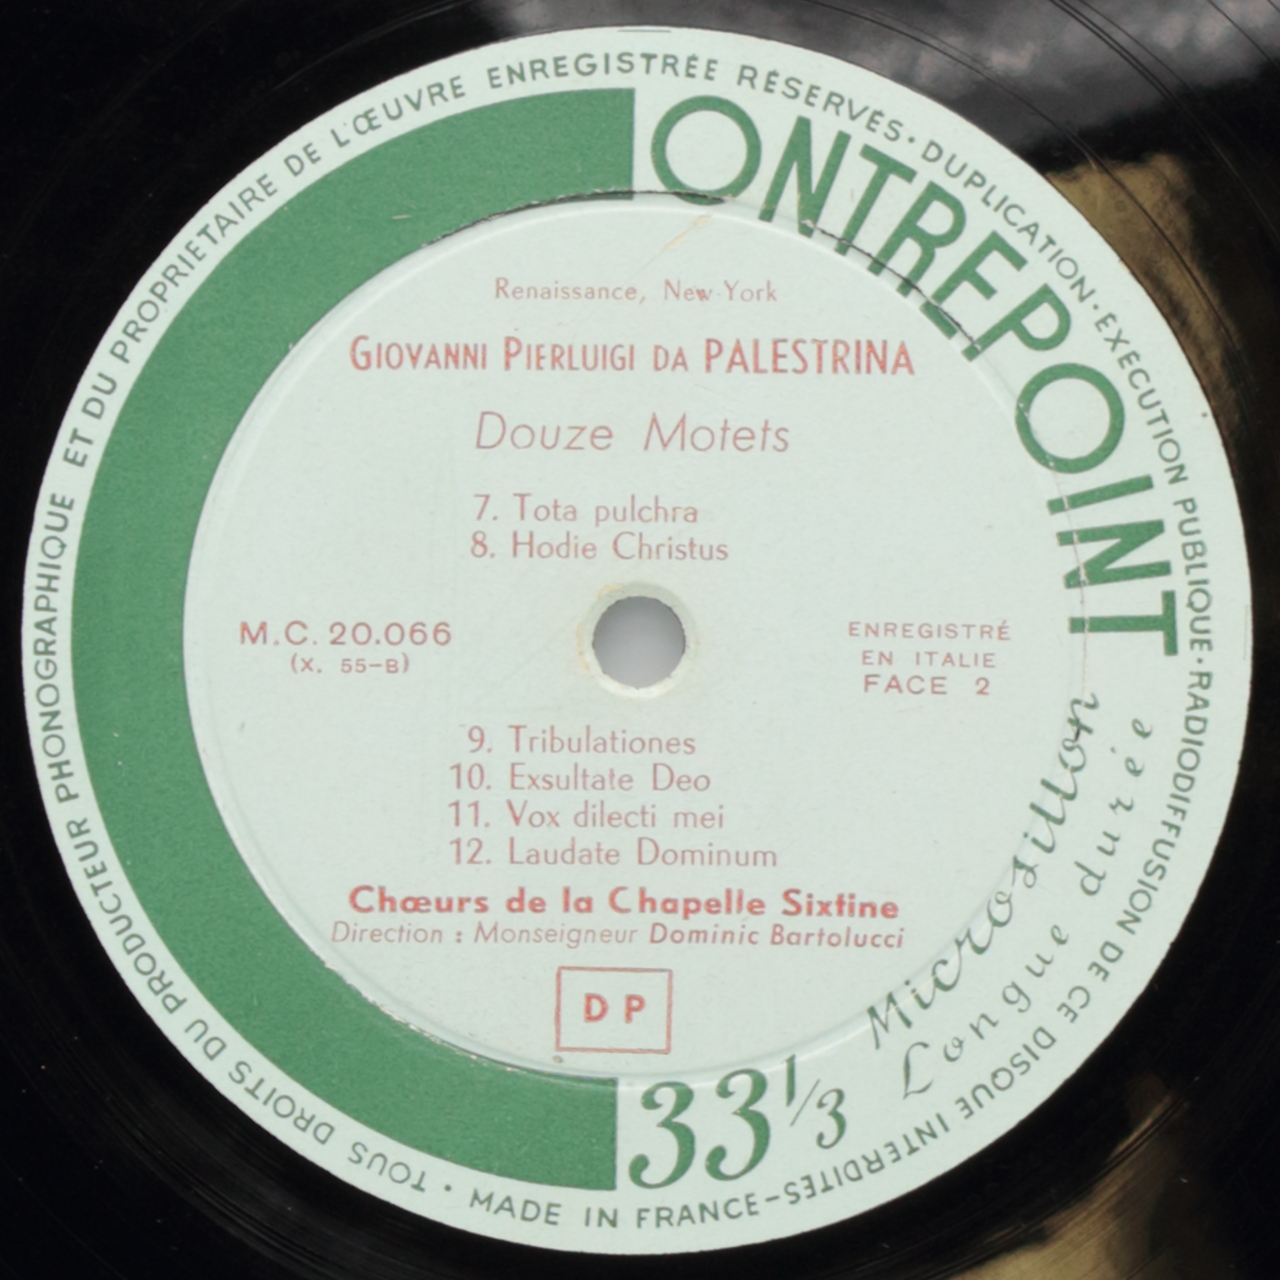 TOUS DROITS DU PRODUCTEUR PHONOGRAPHIQUE ET DU PROPRIETAIRE DE L'ŒUVRE ENREGISTRÉE RÉSERVÉS · DUPLICATION · EXECUTION PUBLIQUE · RADIODIFFUSION DE CE DISQUE INTERDITES – MADE IN FRANCE ·
ONTREPOINT
Renaissance, New-York
GIOVANNI PIERLUIGI DA PALESTRINA
Douze Motets
7. Tota pulchra
8. Hodie Christus
M.C. 20.066
(X. 55-B)
ENREGISTRÉ
EN ITALIE
FACE 2
9. Tribulationes
10. Exsultate Deo
11. Vox dilecti mei
12. Laudate Dominum
Chœurs de la Chapelle Sixtine
Direction : Monseigneur Dominic Bartolucci
DP
33 1/3
Microsillon
Longue durée